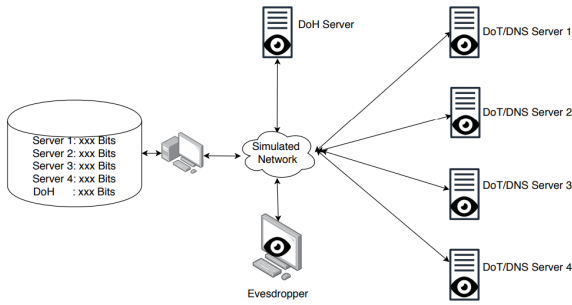 DoH Server
DoT/DNS Server 1
DoT/DNS Server 2
Server 1: xxx Bits
Server 2: xxx Bits
Server 3: xxx Bits
Server 4: xxx Bits
DoH : xxx Bits
Simulated
Network
DoT/DNS Server 3
DoT/DNS Server 4
Evesdropper